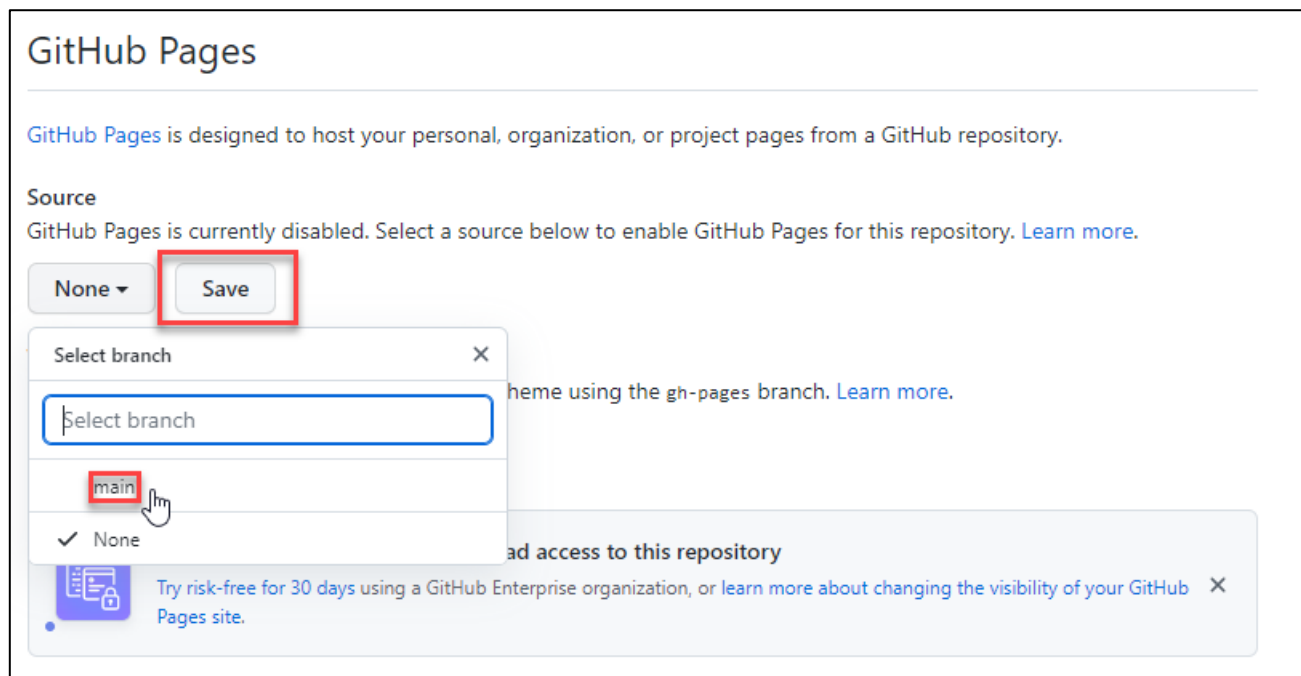 GitHub Pages
GitHub Pages is designed to host your personal, organization, or project pages from a GitHub repository.
Source
GitHub Pages is currently disabled. Select a source below to enable GitHub Pages for this repository. Learn more.
None Save
Select branch
heme using the gh-pages branch. Learn more.
Select branch
main
None
ad access to this repository
Try risk-free for 30 days using a GitHub Enterprise organization, or learn more about changing the visibility of your GitHub
Pages site.